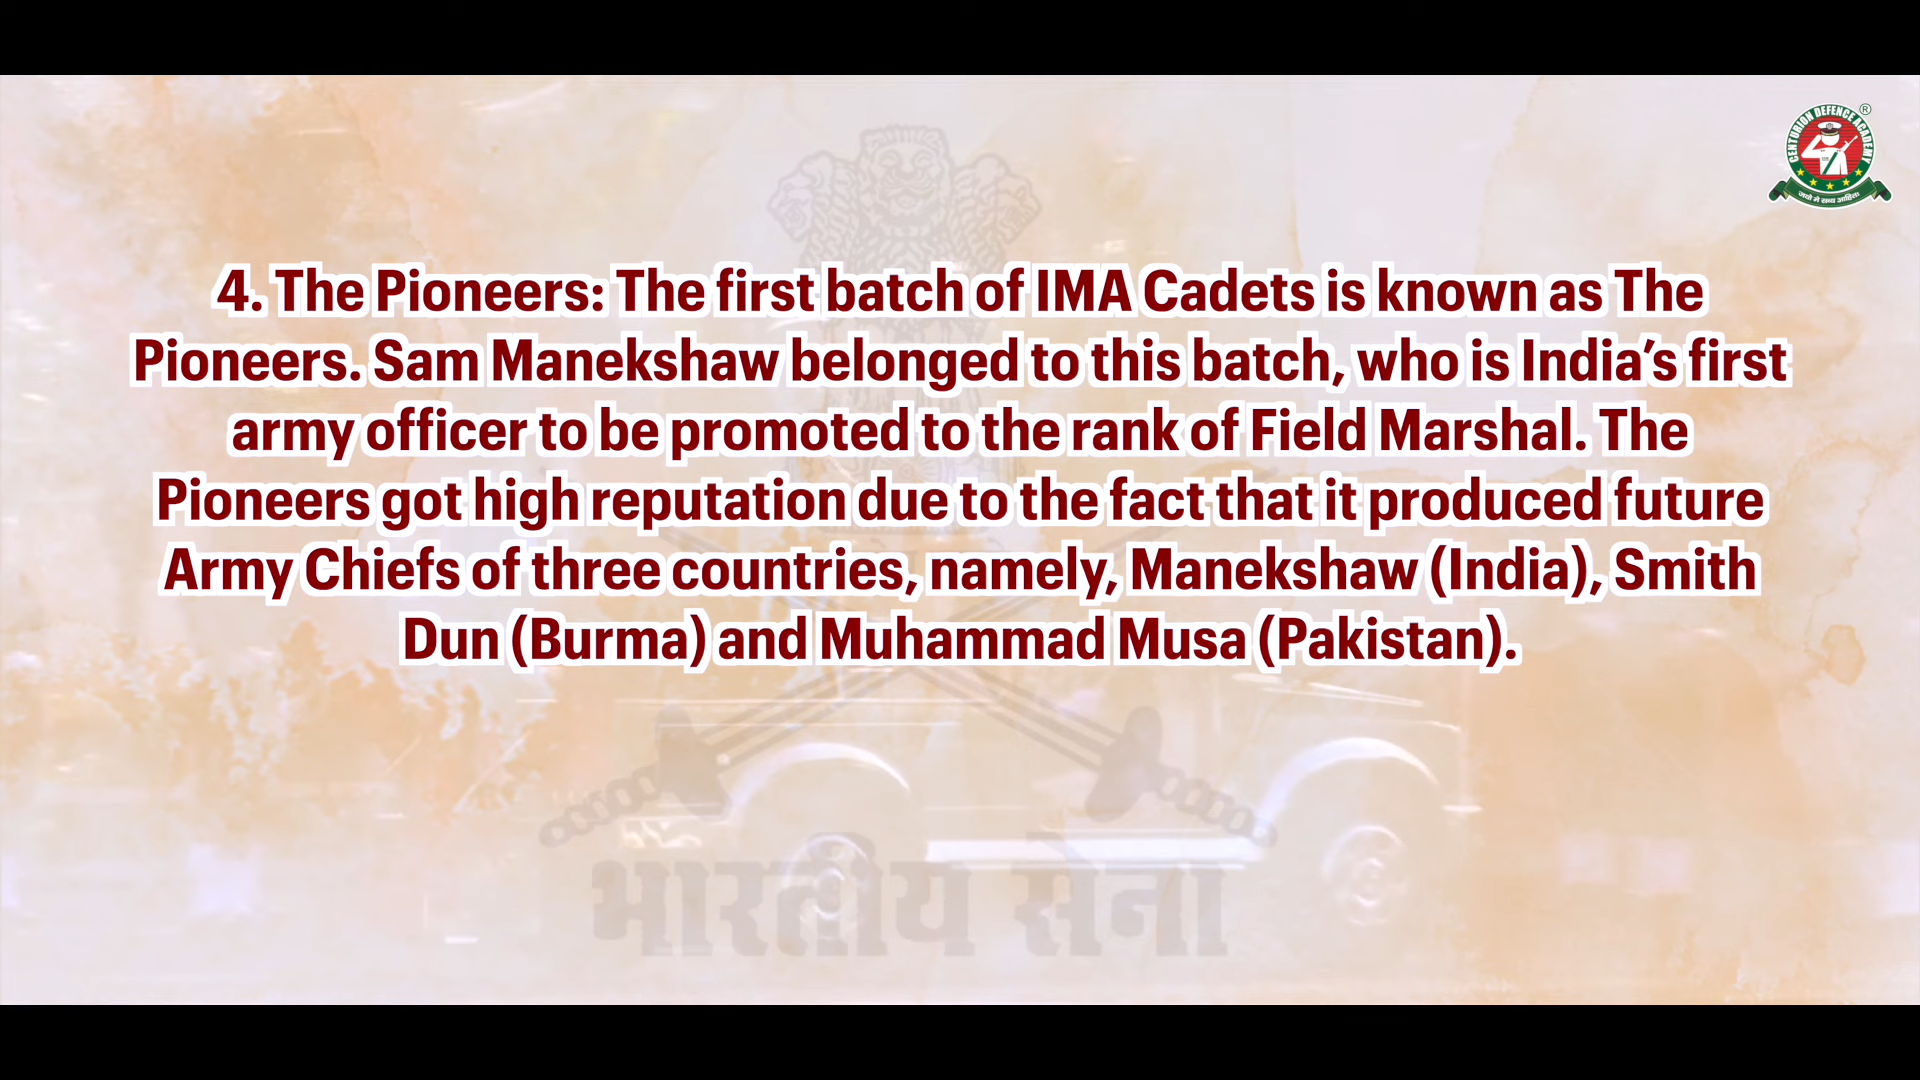 CENTURION DEFENCE ACADEMY
®
4. The Pioneers: The first batch of IMA Cadets is known as The
Pioneers. Sam Manekshaw belonged to this batch, who is India’s first
army officer to be promoted to the rank of Field Marshal. The
Pioneers got high reputation due to the fact that it produced future
Army Chiefs of three countries, namely, Manekshaw (India), Smith
Dun (Burma) and Muhammad Musa (Pakistan).
भारतीय सेना